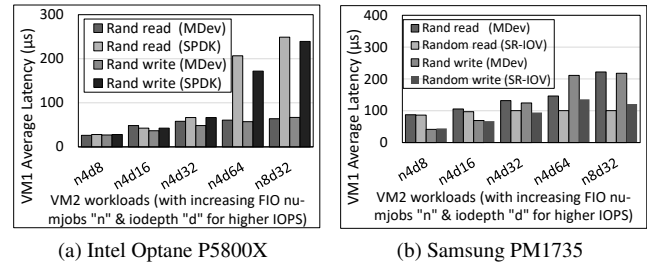 VM1 Average Latency (µs)
300
200
100
0
Rand read (MDev)
Rand read (SPDK)
Rand write (MDev)
Rand write (SPDK)
n4d8
n4d16
n4d32
n4d64
n8d32
VM2 workloads (with increasing FIO nu-
mjobs "n" & iodepth "d" for higher IOPS)
(a) Intel Optane P5800X
VM1 Average Latency (µs)
400
300
200
100
0
Rand read (MDev)
Random read (SR-IOV)
Rand write (MDev)
Random write (SR-IOV)
n4d8
n4d16
n4d32
n4d64
n8d32
VM2 workloads (with increasing FIO nu-
mjobs "n" & iodepth "d" for higher IOPS)
(b) Samsung PM1735